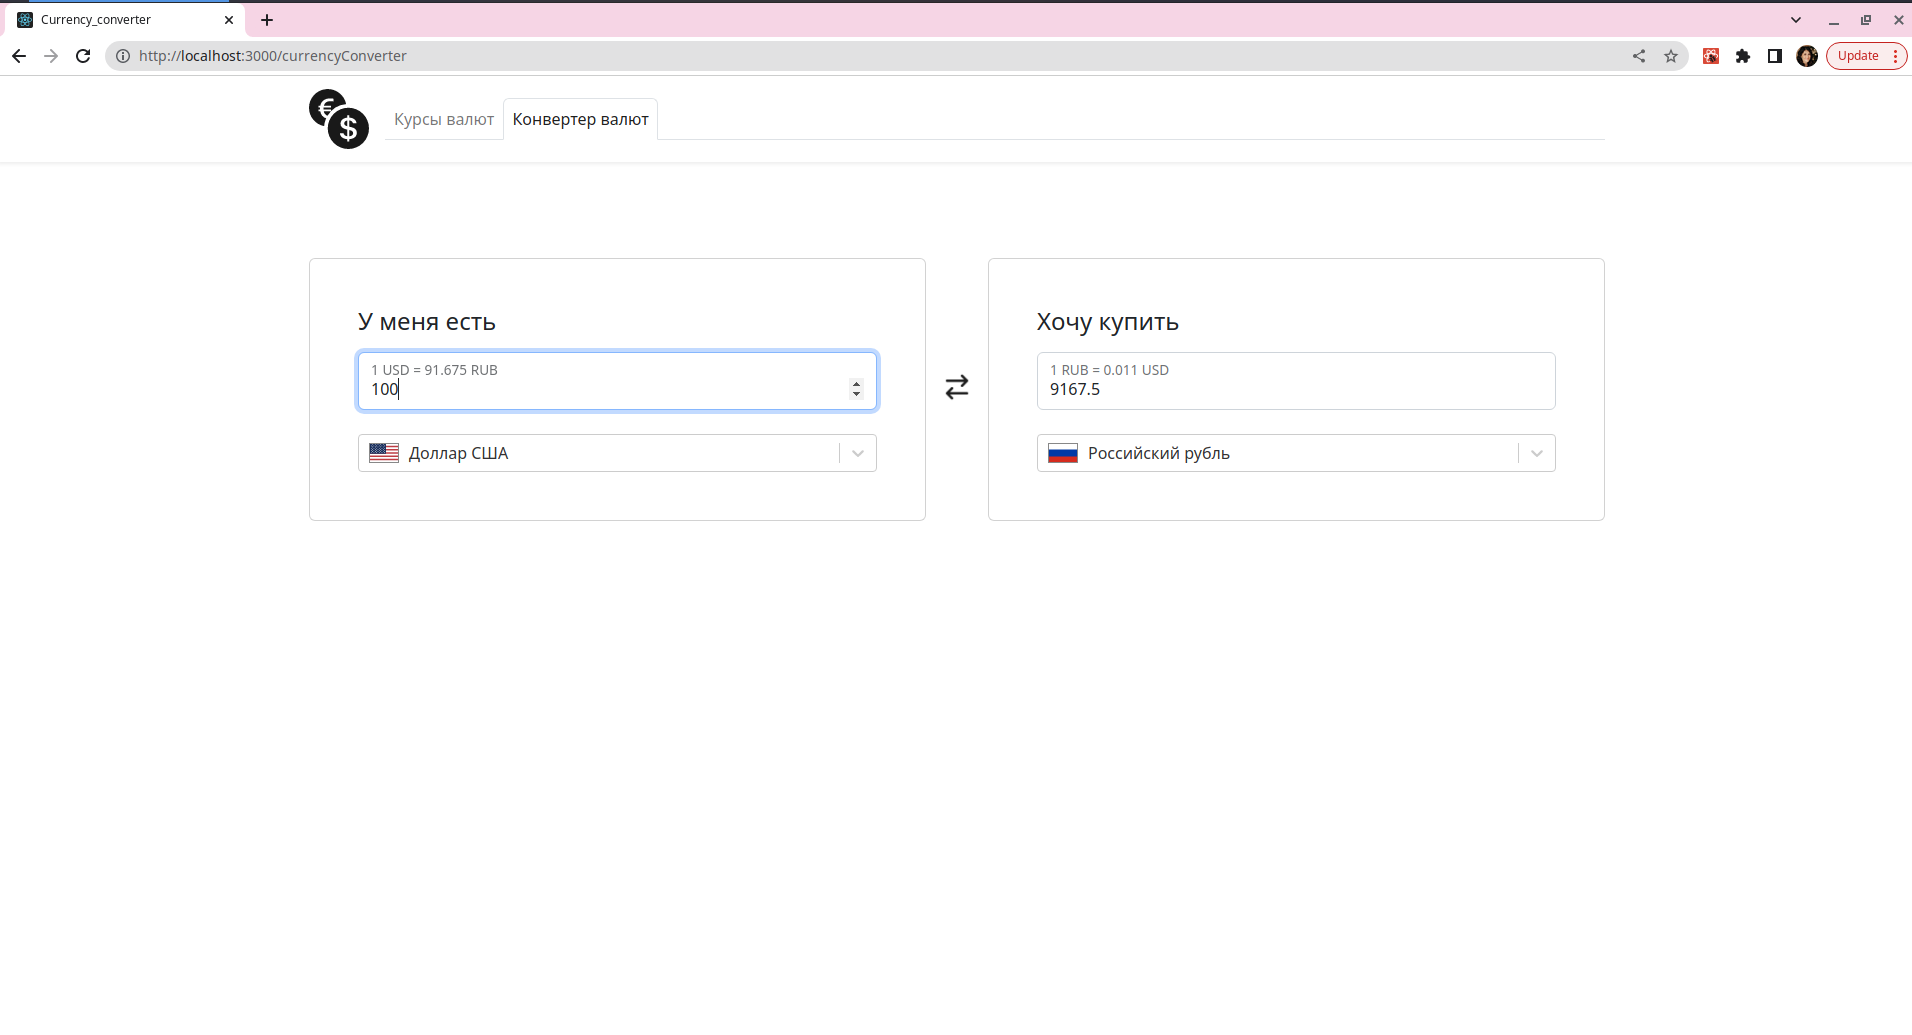 Currency_converter
http://localhost:3000/currencyConverter
Update
€
$
Курсы валют
Конвертер валют
У меня есть
1 USD = 91.675 RUB
100
Доллар США
Хочу купить
1 RUB = 0.011 USD
9167.5
Российский рубль